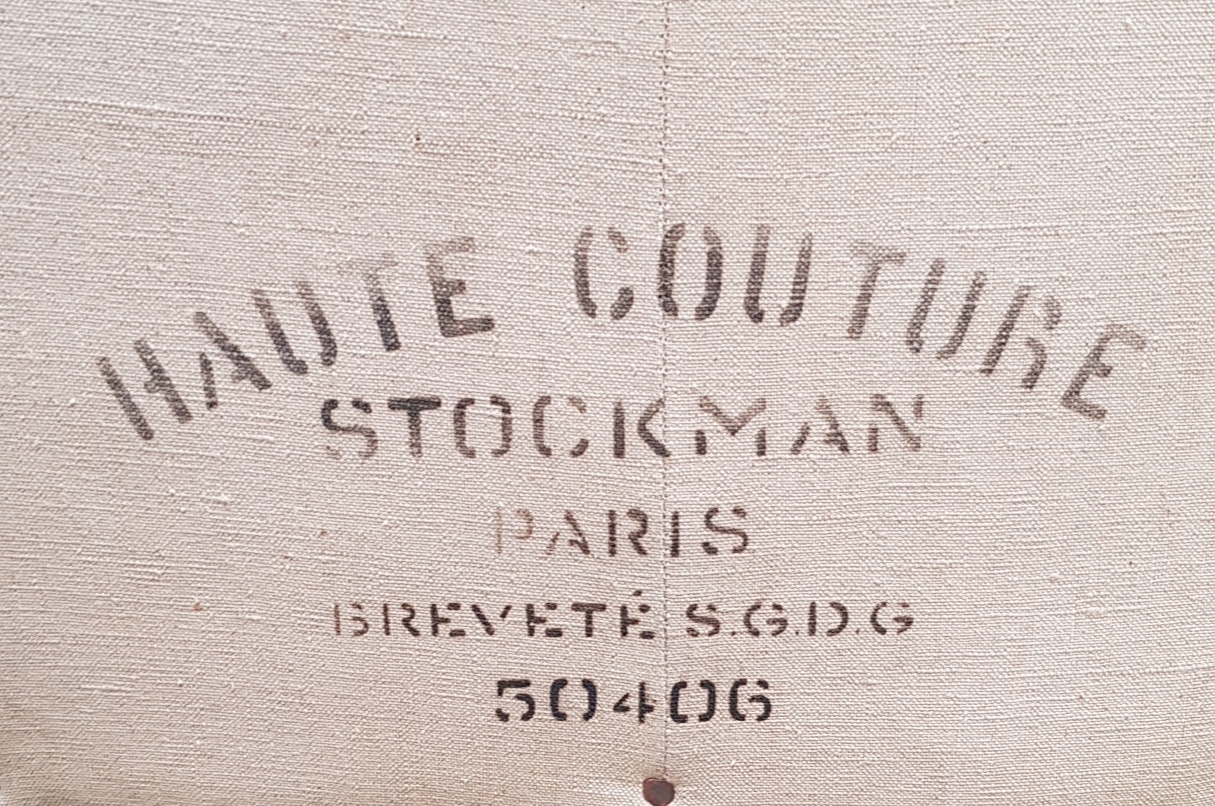 HAUTE COUTURE
STOCKMAN
PARIS
BREVETÉ S.G.D.G
50406